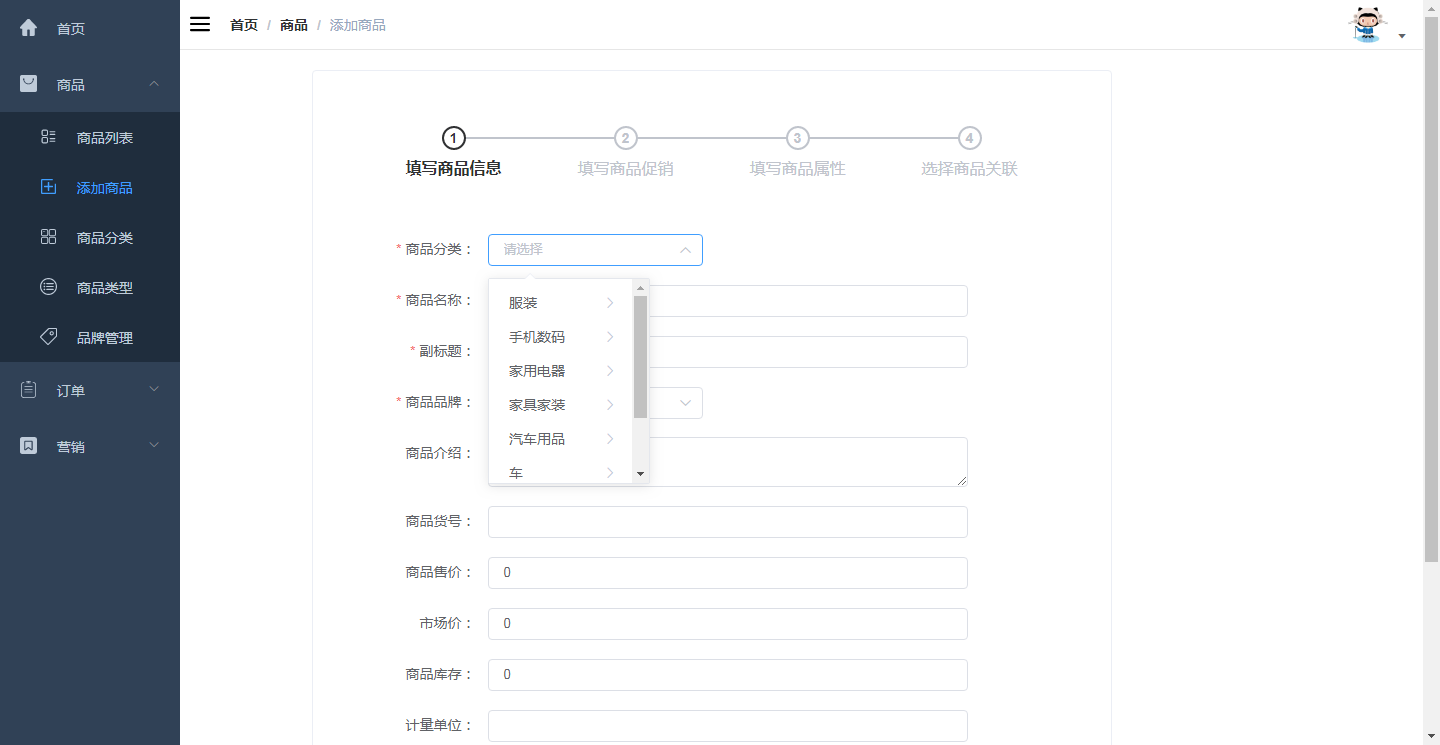 首页
商品
商品列表
添加商品
商品分类
商品类型
品牌管理
订单
营销
首页 / 商品 / 添加商品
1 2 3 4
填写商品信息 填写商品促销 填写商品属性 选择商品关联
* 商品分类： 请选择
服装
手机数码
家用电器
家具家装
汽车用品
车
* 商品名称：
* 副标题：
* 商品品牌：
商品介绍：
商品货号：
商品售价： 0
市场价： 0
商品库存： 0
计量单位：